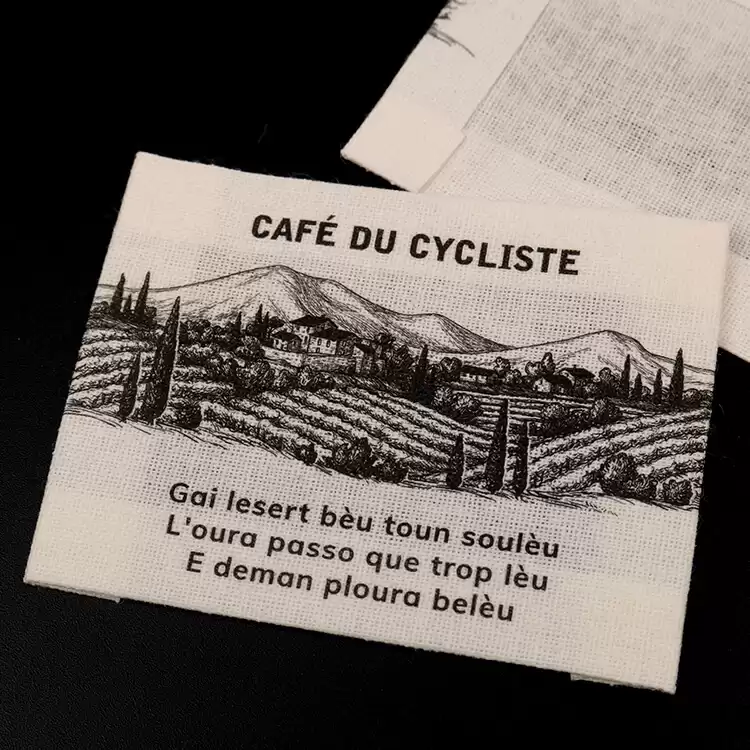 CAFÉ DU CYCLISTE
Gai lesert bèu toun soulèu
L'oura passo que trop lèu
E deman ploura belèu